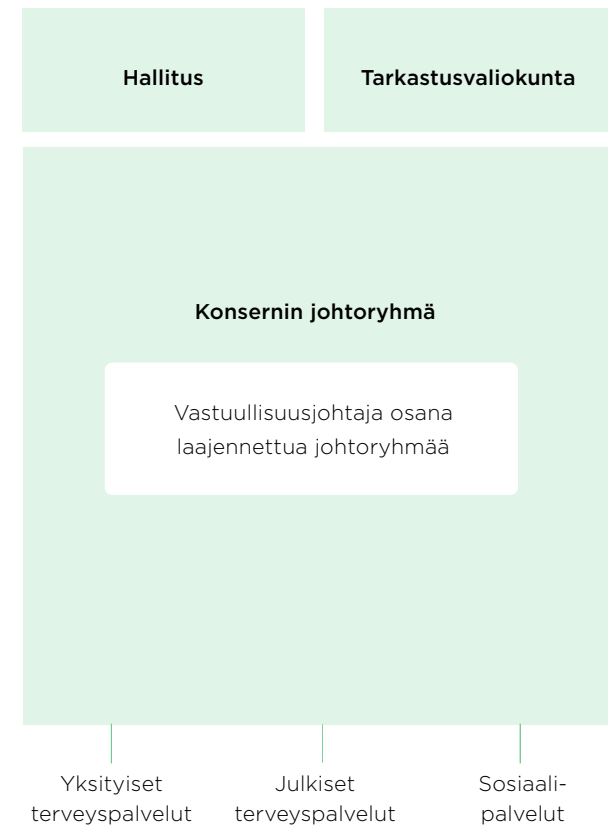 Hallitus
Tarkastusvaliokunta
Konsernin johtoryhmä
Vastuullisuusjohtaja osana
laajennettua johtoryhmää
Yksityiset
terveyspalvelut
Julkiset
terveyspalvelut
Sosiaali-
palvelut